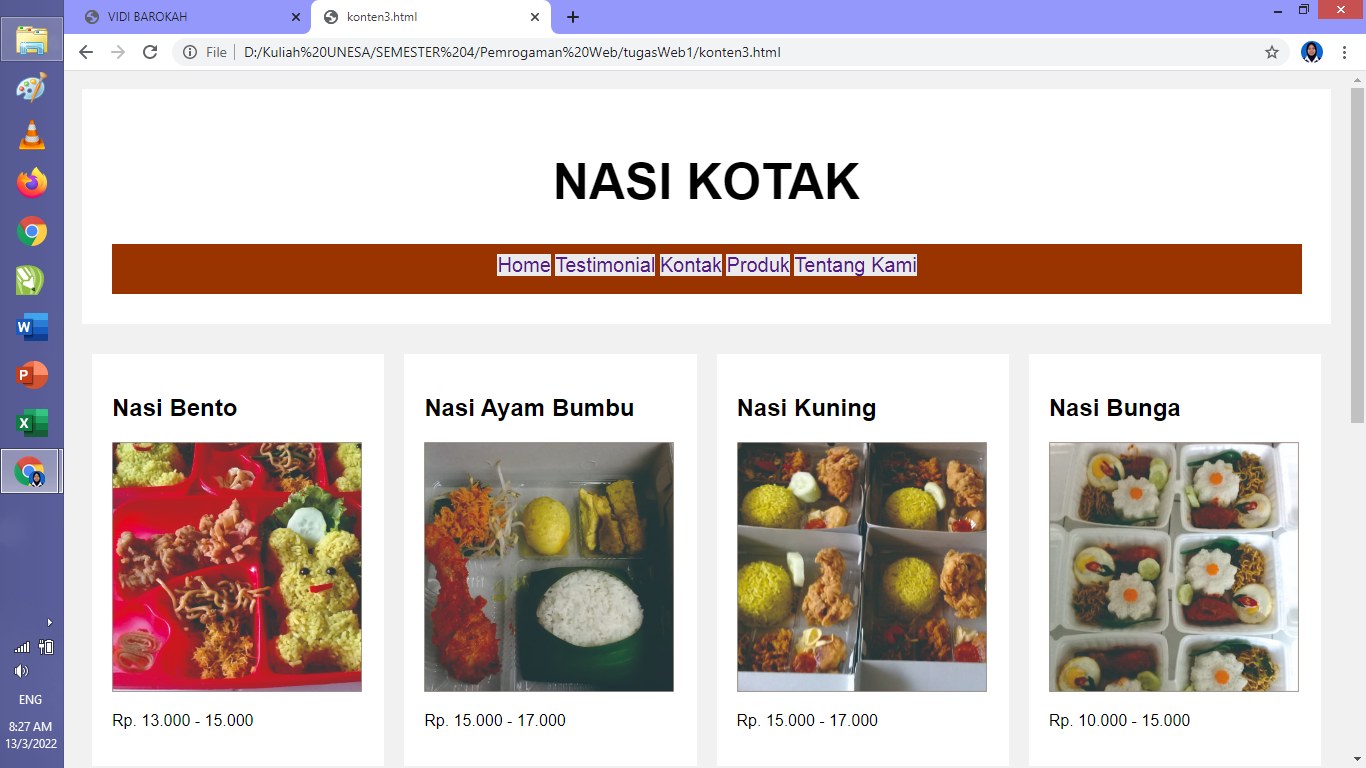 VIDI BAROKAH
konten3.html
File
D:/Kuliah%20UNESA/SEMESTER%204/Pemrogaman%20Web/tugasWeb1/konten3.html
NASI KOTAK
Home Testimonial Kontak Produk Tentang Kami
Nasi Bento
Rp. 13.000 - 15.000
Nasi Ayam Bumbu
Rp. 15.000 - 17.000
Nasi Kuning
Rp. 15.000 - 17.000
Nasi Bunga
Rp. 10.000 - 15.000
W
P
X
ENG
8:27 AM
13/3/2022